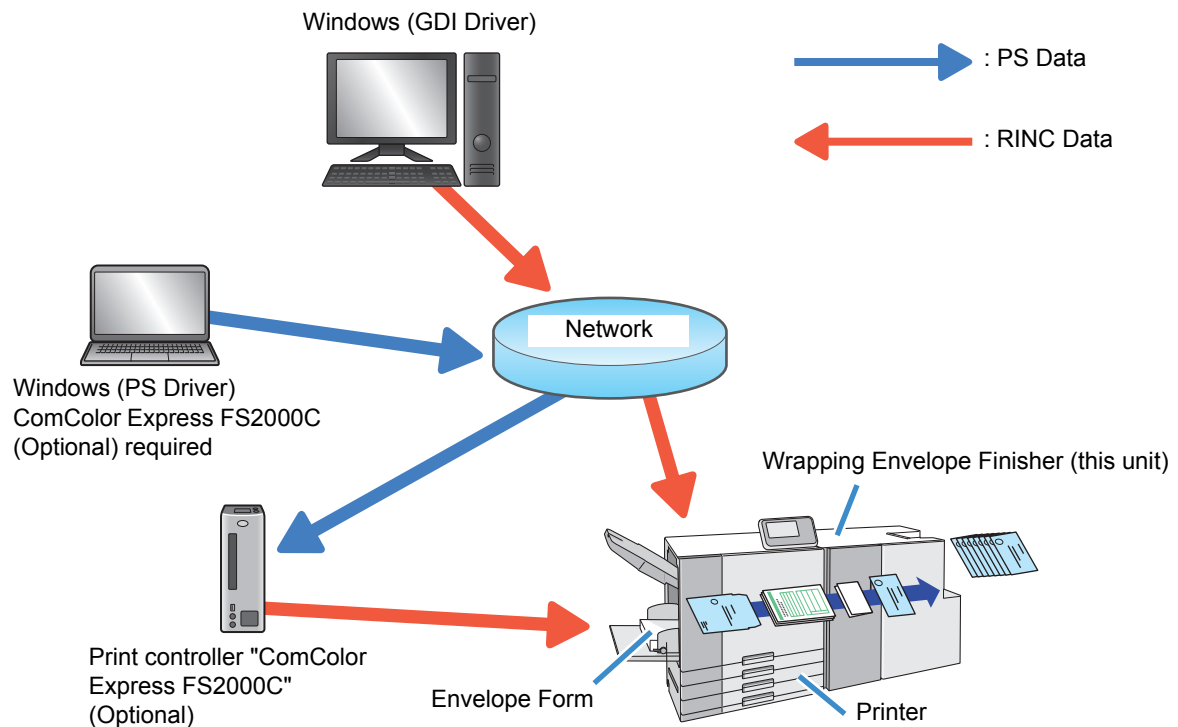 Windows (GDI Driver)
: PS Data
: RINC Data
Network
Windows (PS Driver)
ComColor Express FS2000C
(Optional) required
Wrapping Envelope Finisher (this unit)
Print controller "ComColor
Express FS2000C"
(Optional)
Envelope Form
Printer